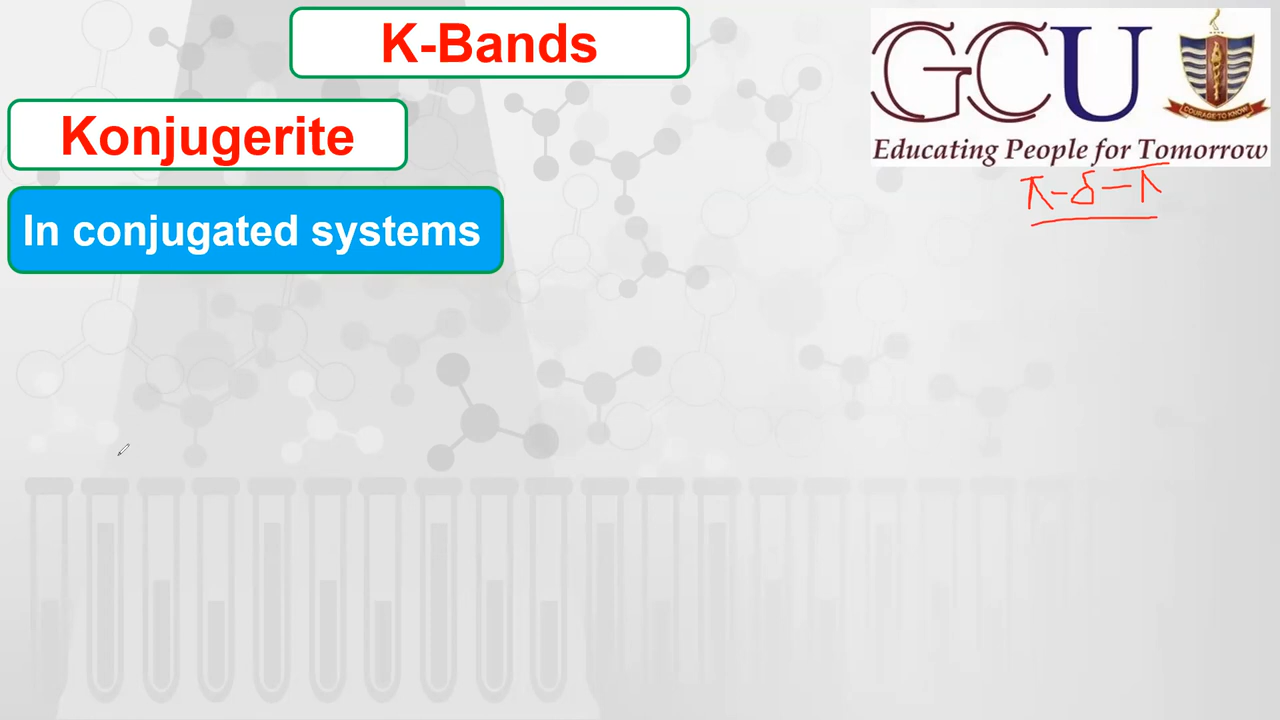 K-Bands
GCU
COURAGE TO KNOW
Educating People for Tomorrow
Konjugerite
π-δ-π
In conjugated systems